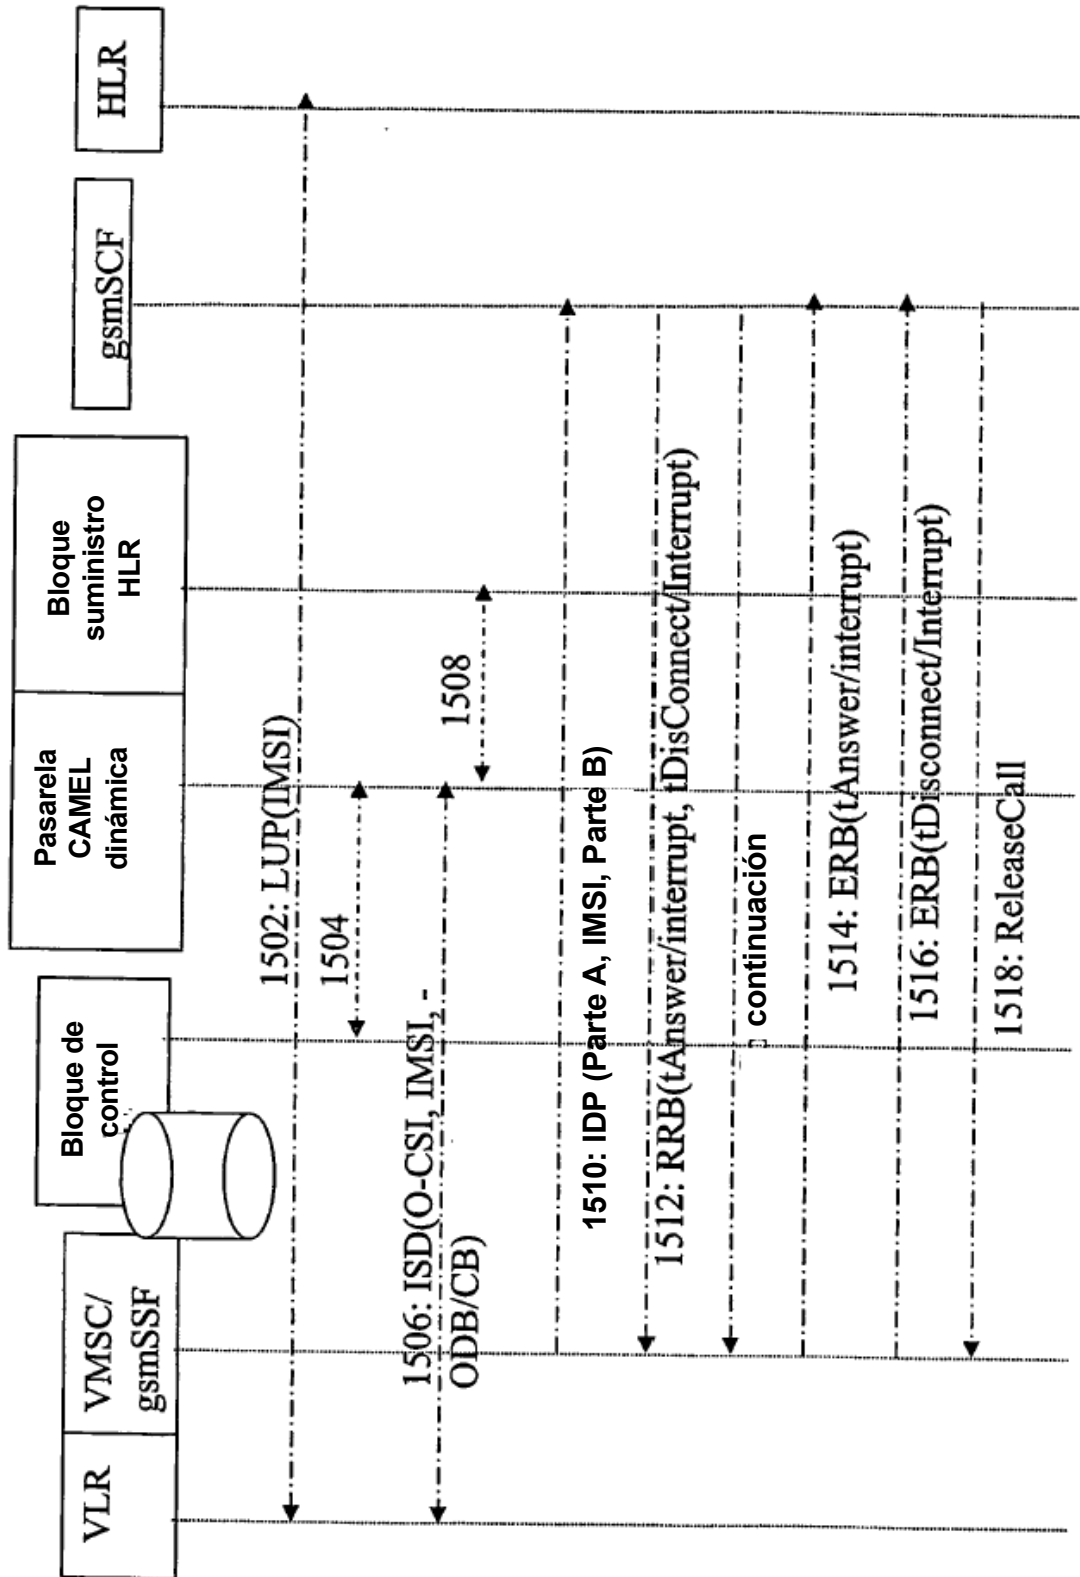 VLR
VMSC/
gsmSSF
Bloque de
control
Pasarela
CAMEL
dinámica
Bloque
suministro
HLR
gsmSCF
HLR
1502: LUP(IMSI)
1504
1506: ISD(O-CSI, IMSI, -
ODB/CB)
1508
1510: IDP (Parte A, IMSI, Parte B)
1512: RRB(tAnswer/interrupt, tDisConnect/Interrupt)
continuación
1514: ERB(tAnswer/interrupt)
1516: ERB(tDisconnect/Interrupt)
1518: ReleaseCall